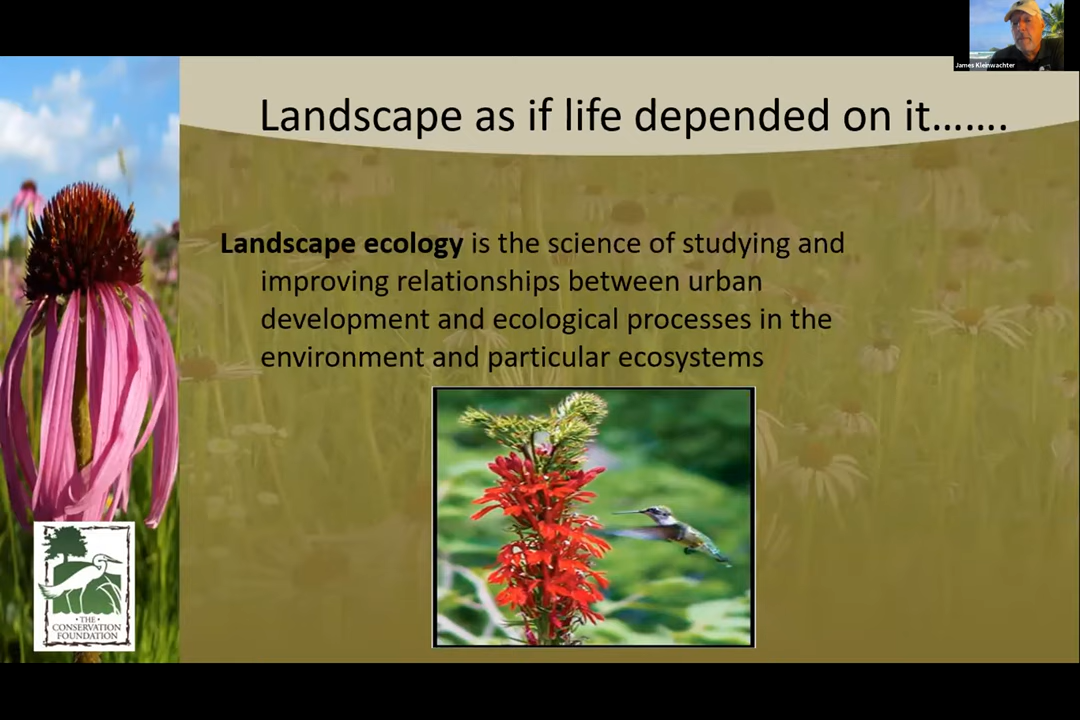 James Kleinwachter
Landscape as if life depended on it.......
Landscape ecology is the science of studying and
improving relationships between urban
development and ecological processes in the
environment and particular ecosystems
• THE •
CONSERVATION
FOUNDATION